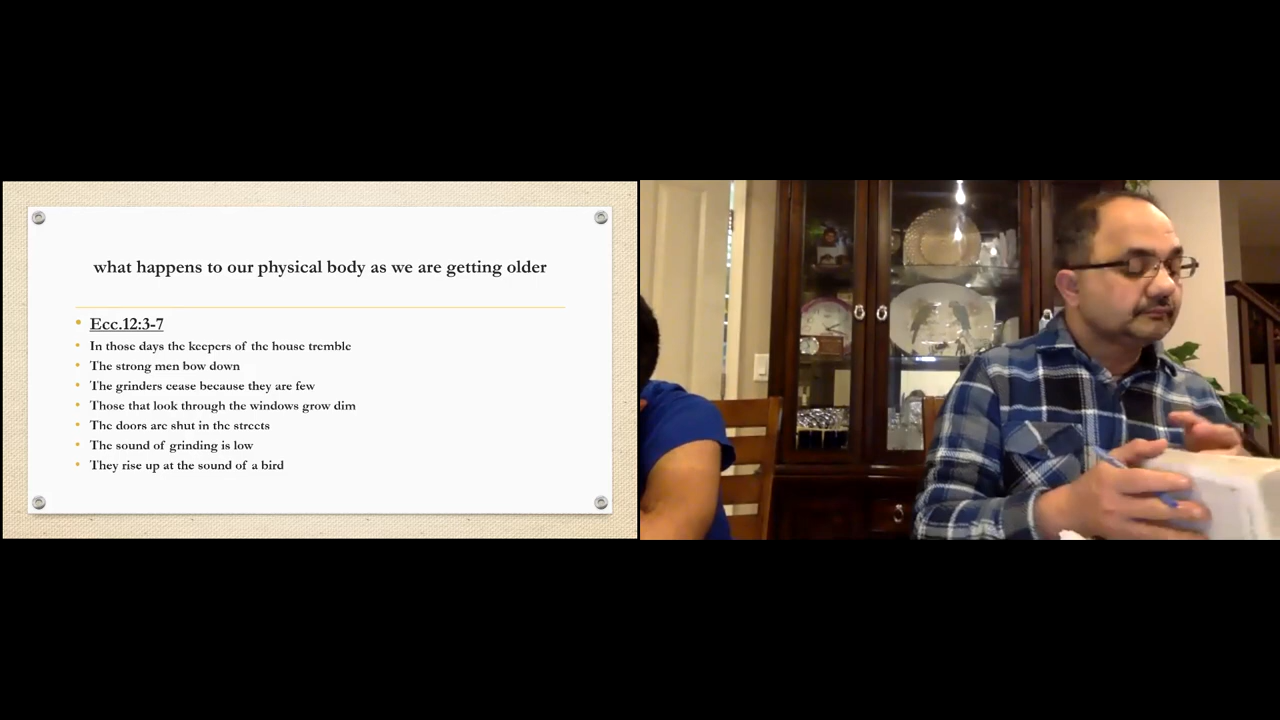 what happens to our physical body as we are getting older
Ecc.12:3-7
In those days the keepers of the house tremble
The strong men bow down
The grinders cease because they are few
Those that look through the windows grow dim
The doors are shut in the streets
The sound of grinding is low
They rise up at the sound of a bird